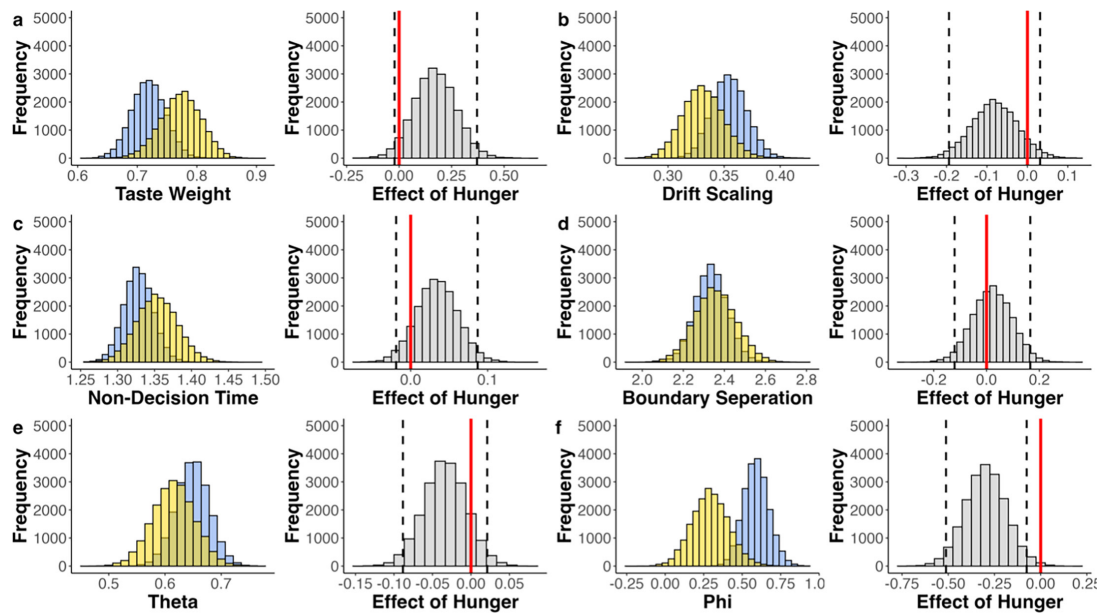 a
b
Frequency
5000
4000
3000
2000
1000
0
0.6 0.7 0.8 0.9
Taste Weight
Frequency
5000
4000
3000
2000
1000
0
-0.25 0.00 0.25 0.50
Effect of Hunger
Frequency
5000
4000
3000
2000
1000
0
0.30 0.35 0.40
Drift Scaling
Frequency
5000
4000
3000
2000
1000
0
-0.3 -0.2 -0.1 0.0 0.1
Effect of Hunger
c
d
Frequency
5000
4000
3000
2000
1000
0
1.25 1.30 1.35 1.40 1.45 1.50
Non-Decision Time
Frequency
5000
4000
3000
2000
1000
0
0.0 0.1
Effect of Hunger
Frequency
5000
4000
3000
2000
1000
0
2.0 2.2 2.4 2.6 2.8
Boundary Seperation
Frequency
5000
4000
3000
2000
1000
0
-0.2 0.0 0.2
Effect of Hunger
e
f
Frequency
5000
4000
3000
2000
1000
0
0.5 0.6 0.7
Theta
Frequency
5000
4000
3000
2000
1000
0
-0.15 -0.10 -0.05 0.00 0.05
Effect of Hunger
Frequency
5000
4000
3000
2000
1000
0
-0.25 0.00 0.25 0.50 0.75 1.0
Phi
Frequency
5000
4000
3000
2000
1000
0
-0.75 -0.50 -0.25 0.00 0.25
Effect of Hunger